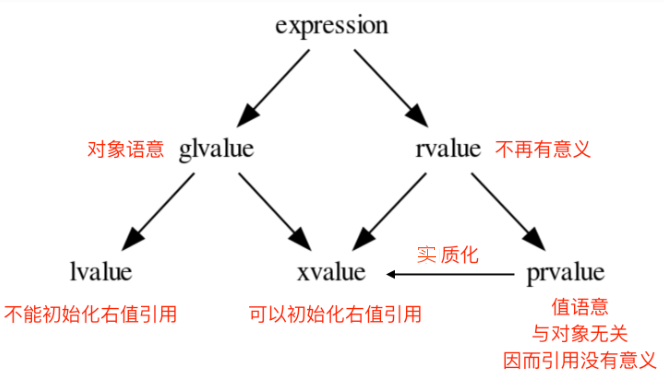 expression
对象语意 glvalue
rvalue 不再有意义
lvalue
xvalue
实质化
prvalue
不能初始化右值引用
可以初始化右值引用
值语意
与对象无关
因而引用没有意义